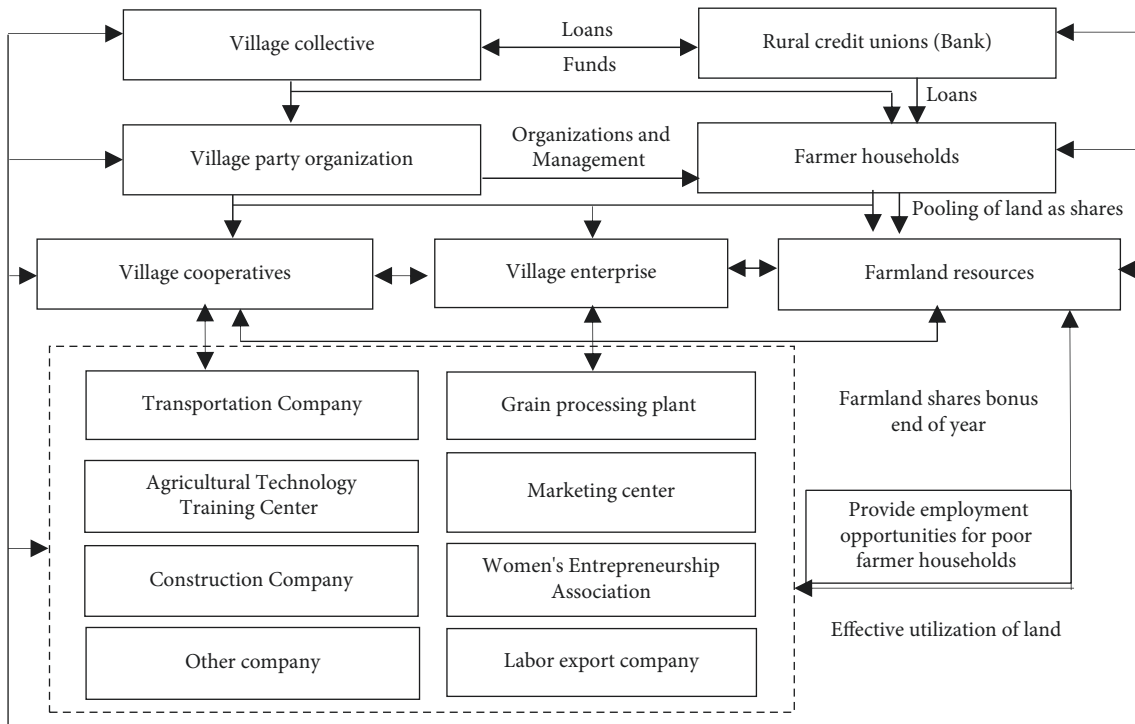 Village collective
Loans
Funds
Rural credit unions (Bank)
Loans
Village party organization
Organizations and
Management
Farmer households
Pooling of land as shares
Village cooperatives
Village enterprise
Farmland resources
Transportation Company
Grain processing plant
Farmland shares bonus
end of year
Agricultural Technology
Training Center
Marketing center
Provide employment
opportunities for poor
farmer households
Construction Company
Women's Entrepreneurship
Association
Effective utilization of land
Other company
Labor export company